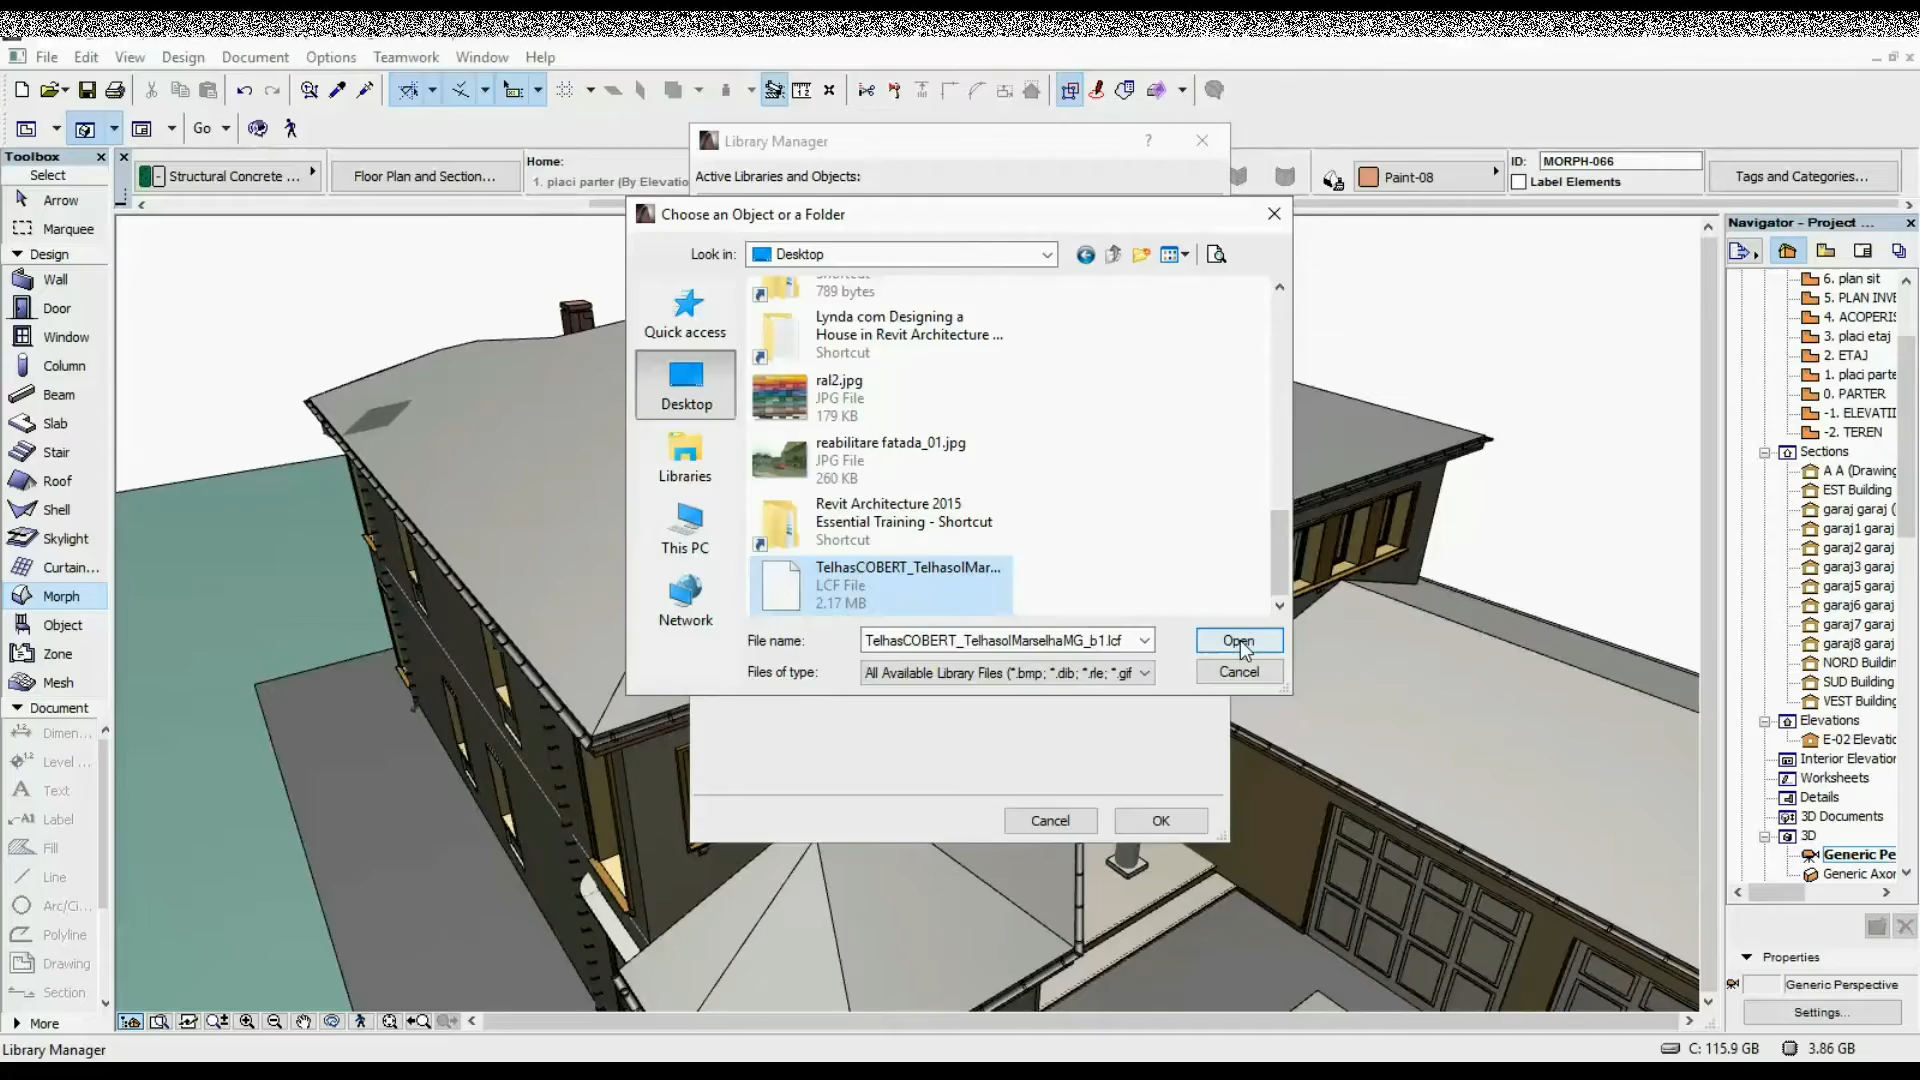 File Edit View Design Document Options Teamwork Window Help
Go
Library Manager
?
Active Libraries and Objects:
Toolbox
Select
Arrow
Marquee
Design
Wall
Door
Window
Column
Beam
Slab
Stair
Roof
Shell
Skylight
Curtain...
Morph
Object
Zone
Mesh
Document
Dimen...
Level ...
Text
Label
Fill
Line
Arc/Ci...
Polyline
Drawing
Section
More
Structural Concrete ...
Floor Plan and Section...
Home:
1. placi parter (By Elevatio
Paint-08
ID:
MORPH-066
Label Elements
Tags and Categories...
Choose an Object or a Folder
Look in:
Desktop
Quick access
Desktop
Libraries
This PC
Network
789 bytes
Lynda com Designing a
House in Revit Architecture ...
Shortcut
ral2.jpg
JPG File
179 KB
reabilitare fatada_01.jpg
JPG File
260 KB
Revit Architecture 2015
Essential Training - Shortcut
Shortcut
TelhasCOBERT_TelhasolMar...
LCF File
2.17 MB
File name:
TelhasCOBERT_TelhasolMarselhaMG_b1.lcf
Open
Files of type:
All Available Library Files (*.bmp; *.dib; *.rle; *.gif
Cancel
Cancel
OK
Navigator - Project ...
6. plan sit
5. PLAN INVE
4. ACOPERIS
3. placi etaj
2. ETAJ
1. placi parte
0. PARTER
-1. ELEVATI
-2. TEREN
Sections
A A (Drawing
EST Building
garaj garaj (
garaj1 garaj
garaj2 garaj
garaj3 garaj
garaj5 garaj
garaj6 garaj
garaj7 garaj
garaj8 garaj
NORD Buildin
SUD Building
VEST Building
Elevations
E-02 Elevatic
Interior Elevation
Worksheets
Details
3D Documents
3D
Generic Pe
Generic Axor
Properties
Generic Perspective
Settings...
Library Manager
C: 115.9 GB
3.86 GB